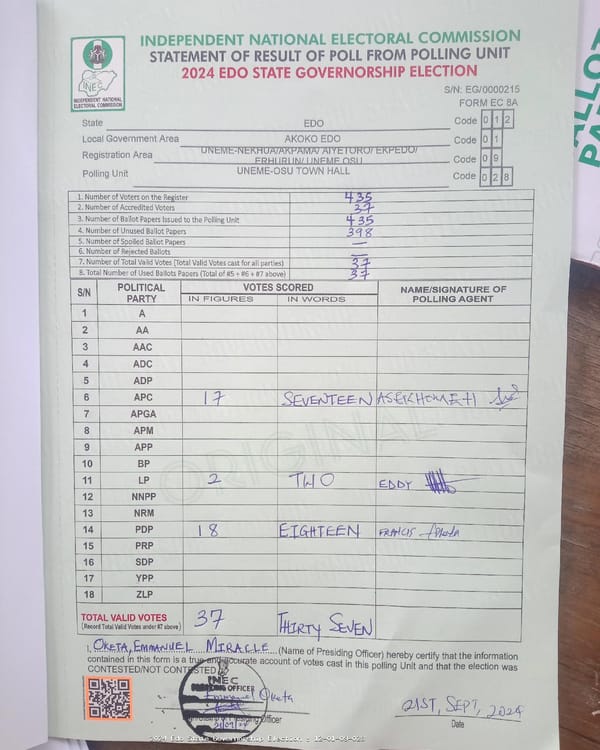 INDEPENDENT NATIONAL ELECTORAL COMMISSION
STATEMENT OF RESULT OF POLL FROM POLLING UNIT
2024 EDO STATE GOVERNORSHIP ELECTION
INEC
INDEPENDENT NATIONAL
ELECTORAL COMMISSION
S/N: EG/0000215
FORM EC 8A
State EDO Code 0 1 2
Local Government Area AKOKO EDO Code 0 1
Registration Area UNEME-NEKHUA/AKPAMA/ AIYETORO/ EKPEDO/ ERHURUN/ UNEME OSU Code 0 9
Polling Unit UNEME-OSU TOWN HALL Code 0 2 8
1. Number of Voters on the Register 435
2. Number of Accredited Voters 37
3. Number of Ballot Papers Issued to the Polling Unit 435
4. Number of Unused Ballot Papers 398
5. Number of Spoiled Ballot Papers —
6. Number of Rejected Ballots —
7. Number of Total Valid Votes (Total Valid Votes cast for all parties) 37
8. Total Number of Used Ballots Papers (Total of #5 + #6 + #7 above) 37
S/N POLITICAL PARTY VOTES SCORED NAME/SIGNATURE OF POLLING AGENT
IN FIGURES IN WORDS
1 A
2 AA
3 AAC
4 ADC
5 ADP
6 APC 17 SEVENTEEN
7 APGA
8 APM
9 APP
10 BP
11 LP 2 TWO EDDY
12 NNPP
13 NRM
14 PDP 18 EIGHTEEN FRANCIS
15 PRP
16 SDP
17 YPP
18 ZLP
ORIGINAL
TOTAL VALID VOTES 37 THIRTY SEVEN
(Record Total Valid Votes under #7 above)
I, OKETA, EMMANUEL MIRACLE (Name of Presiding Officer) hereby certify that the information
contained in this form is a true and accurate account of votes cast in this polling Unit and that the election was
CONTESTED/NOT CONTESTED
INEC
PRESIDING OFFICER
Emmanuel Oketa
21/09/24
Officer
21ST, SEPT, 2024
Date
2024 Edo State Governorship Election - 12-01-09-028
BALLOT
PA